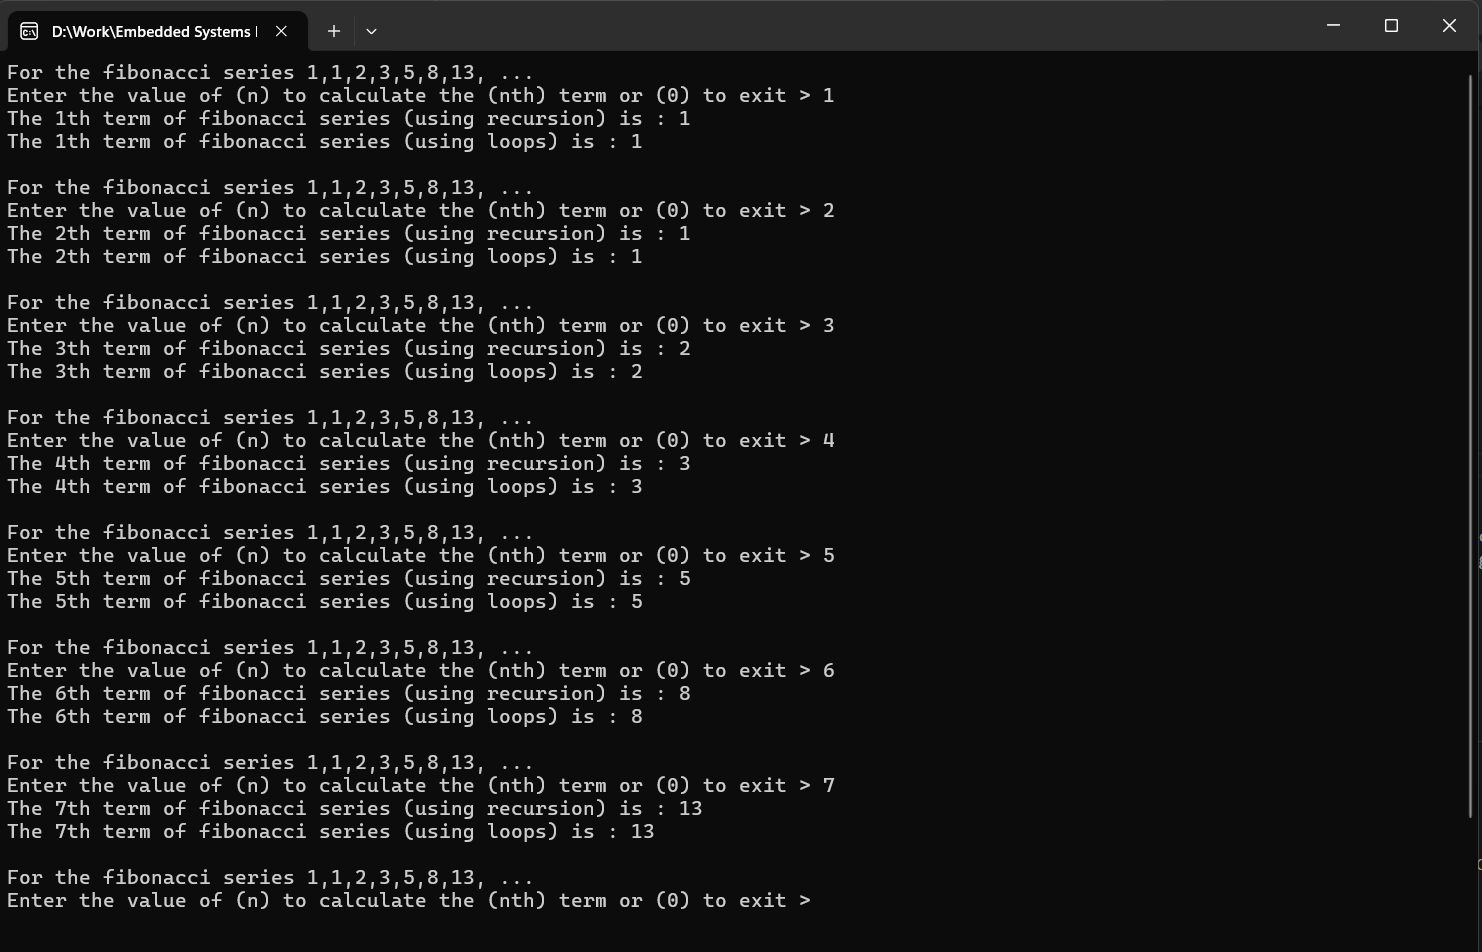 D:\Work\Embedded Systems
For the fibonacci series 1,1,2,3,5,8,13, ...
Enter the value of (n) to calculate the (nth) term or (0) to exit > 1
The 1th term of fibonacci series (using recursion) is : 1
The 1th term of fibonacci series (using loops) is : 1
For the fibonacci series 1,1,2,3,5,8,13, ...
Enter the value of (n) to calculate the (nth) term or (0) to exit > 2
The 2th term of fibonacci series (using recursion) is : 1
The 2th term of fibonacci series (using loops) is : 1
For the fibonacci series 1,1,2,3,5,8,13, ...
Enter the value of (n) to calculate the (nth) term or (0) to exit > 3
The 3th term of fibonacci series (using recursion) is : 2
The 3th term of fibonacci series (using loops) is : 2
For the fibonacci series 1,1,2,3,5,8,13, ...
Enter the value of (n) to calculate the (nth) term or (0) to exit > 4
The 4th term of fibonacci series (using recursion) is : 3
The 4th term of fibonacci series (using loops) is : 3
For the fibonacci series 1,1,2,3,5,8,13, ...
Enter the value of (n) to calculate the (nth) term or (0) to exit > 5
The 5th term of fibonacci series (using recursion) is : 5
The 5th term of fibonacci series (using loops) is : 5
For the fibonacci series 1,1,2,3,5,8,13, ...
Enter the value of (n) to calculate the (nth) term or (0) to exit > 6
The 6th term of fibonacci series (using recursion) is : 8
The 6th term of fibonacci series (using loops) is : 8
For the fibonacci series 1,1,2,3,5,8,13, ...
Enter the value of (n) to calculate the (nth) term or (0) to exit > 7
The 7th term of fibonacci series (using recursion) is : 13
The 7th term of fibonacci series (using loops) is : 13
For the fibonacci series 1,1,2,3,5,8,13, ...
Enter the value of (n) to calculate the (nth) term or (0) to exit >